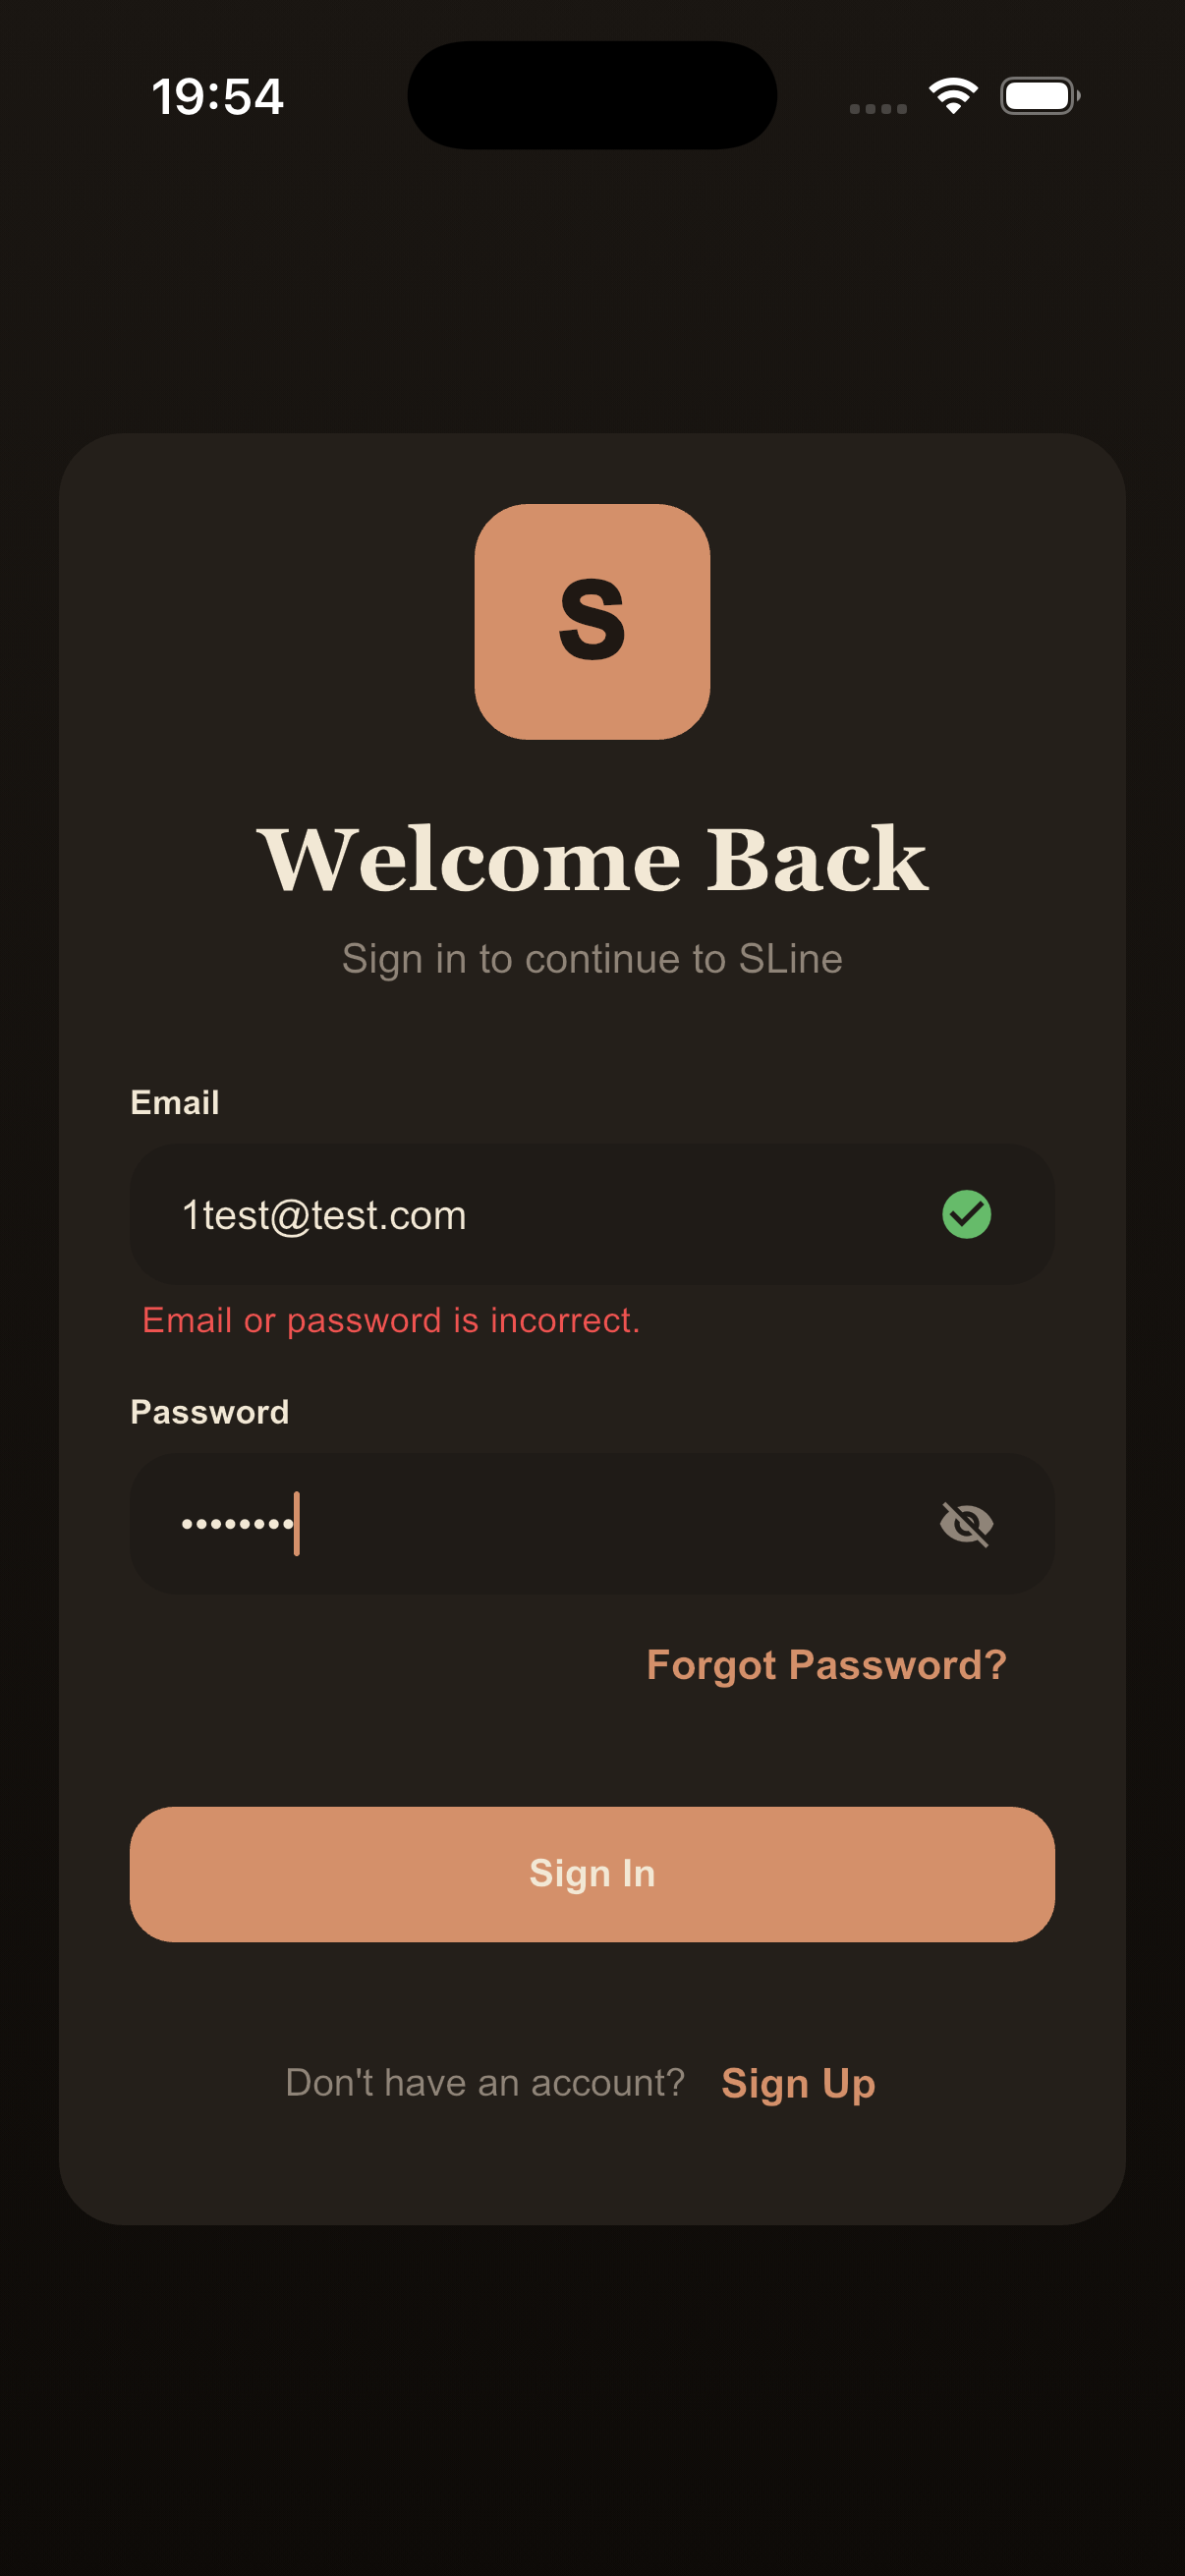 19:54
S
Welcome Back
Sign in to continue to SLine
Email
1test@test.com
Email or password is incorrect.
Password
••••••••
Forgot Password?
Sign In
Don't have an account? Sign Up